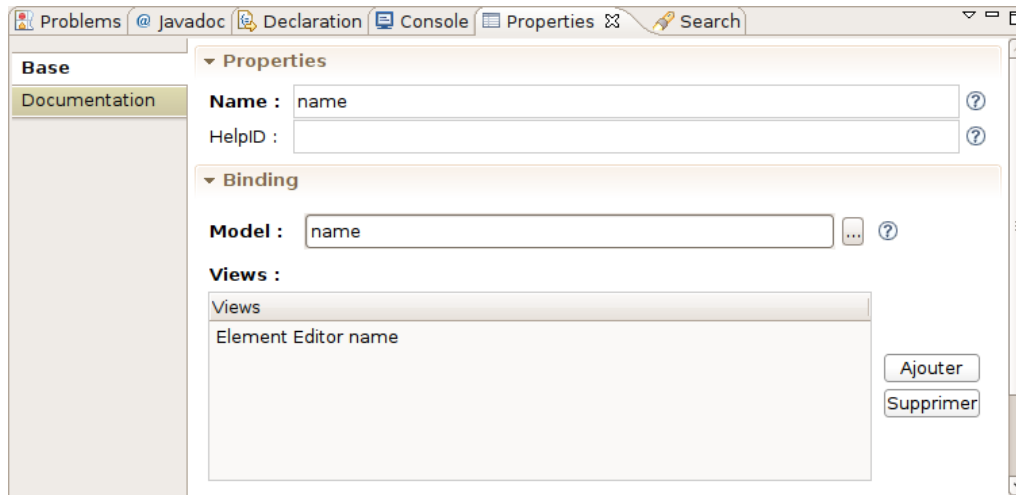 Problems @ Javadoc Declaration Console Properties Search
Base
Documentation
Properties
Name : name
HelpID :
Binding
Model : name ...
Views :
Views
Element Editor name
Ajouter
Supprimer